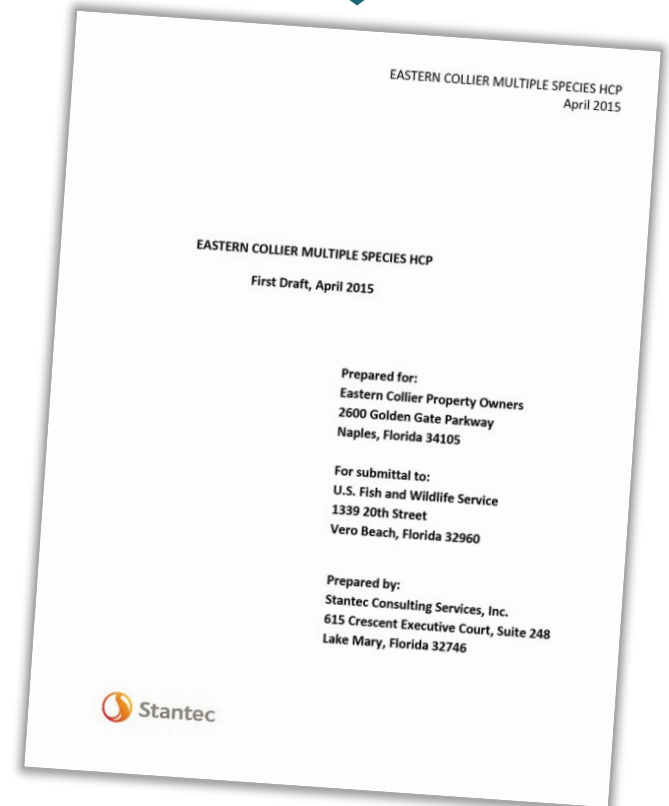 EASTERN COLLIER MULTIPLE SPECIES HCP
April 2015
EASTERN COLLIER MULTIPLE SPECIES HCP
First Draft, April 2015
Prepared for:
Eastern Collier Property Owners
2600 Golden Gate Parkway
Naples, Florida 34105
For submittal to:
U.S. Fish and Wildlife Service
1339 20th Street
Vero Beach, Florida 32960
Prepared by:
Stantec Consulting Services, Inc.
615 Crescent Executive Court, Suite 248
Lake Mary, Florida 32746
Stantec